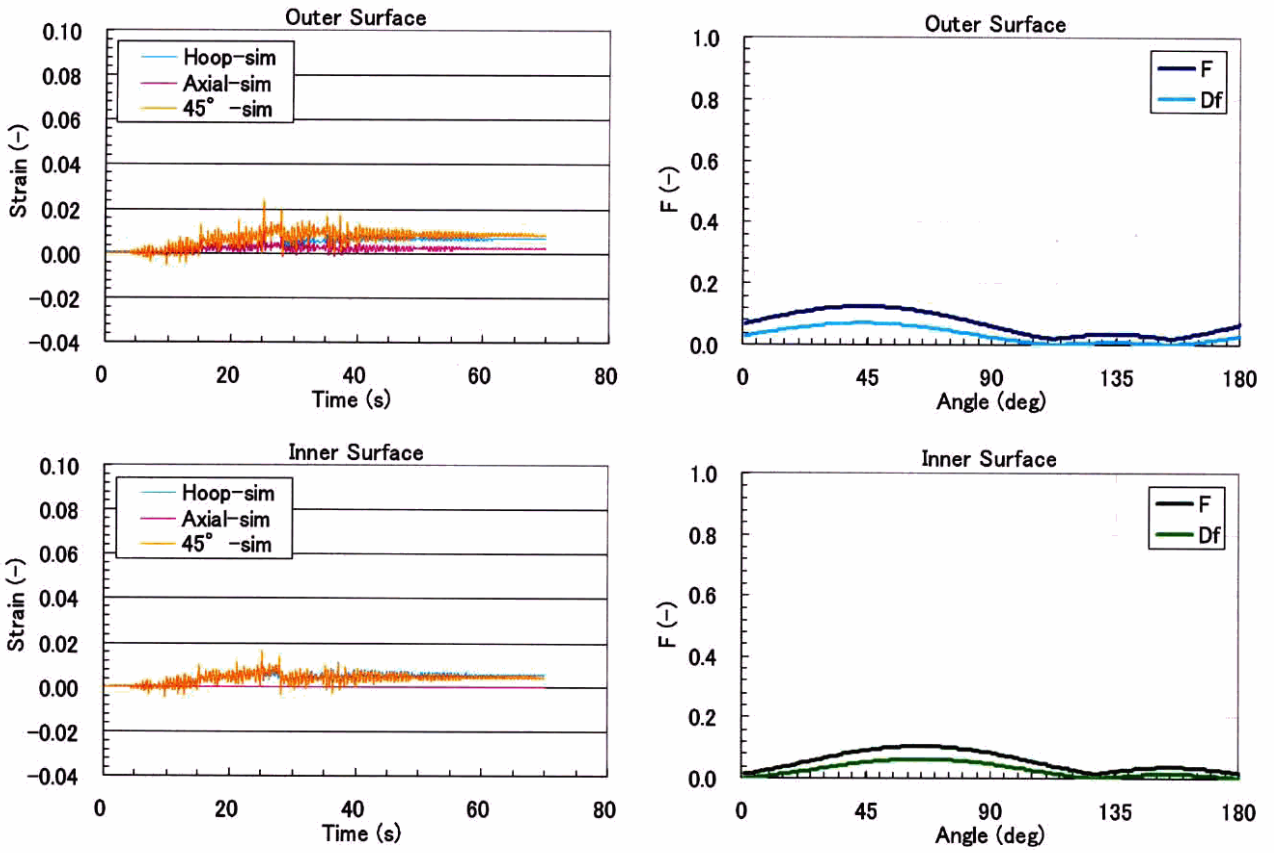 Outer Surface
0.10
0.08
0.06
0.04
0.02
0.00
−0.02
−0.04
Strain (−)
Hoop−sim
Axial−sim
45° −sim
0 20 40 60 80
Time (s)
Outer Surface
1.0
0.8
0.6
0.4
0.2
0.0
F (−)
F
Df
0 45 90 135 180
Angle (deg)
Inner Surface
0.10
0.08
0.06
0.04
0.02
0.00
−0.02
−0.04
Strain (−)
Hoop−sim
Axial−sim
45° −sim
0 20 40 60 80
Time (s)
Inner Surface
1.0
0.8
0.6
0.4
0.2
0.0
F (−)
F
Df
0 45 90 135 180
Angle (deg)